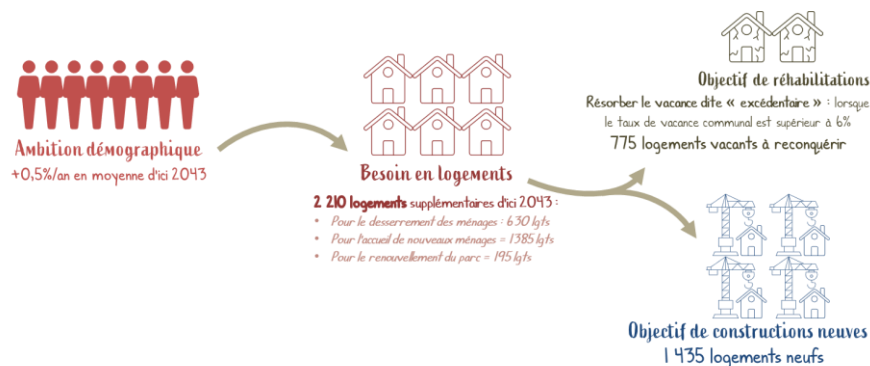 Ambition démographique
+0,5%/an en moyenne d'ici 2043
Besoin en logements
2 210 logements supplémentaires d'ici 2043 :
• Pour le desserrement des ménages : 630 lgts
• Pour l'accueil de nouveaux ménages = 1385 lgts
• Pour le renouvellement du parc = 195 lgts
Objectif de réhabilitations
Résorber le vacance dite « excédentaire » : lorsque
le taux de vacance communal est supérieur à 6%
775 logements vacants à reconquérir
Objectif de constructions neuves
1 435 logements neufs